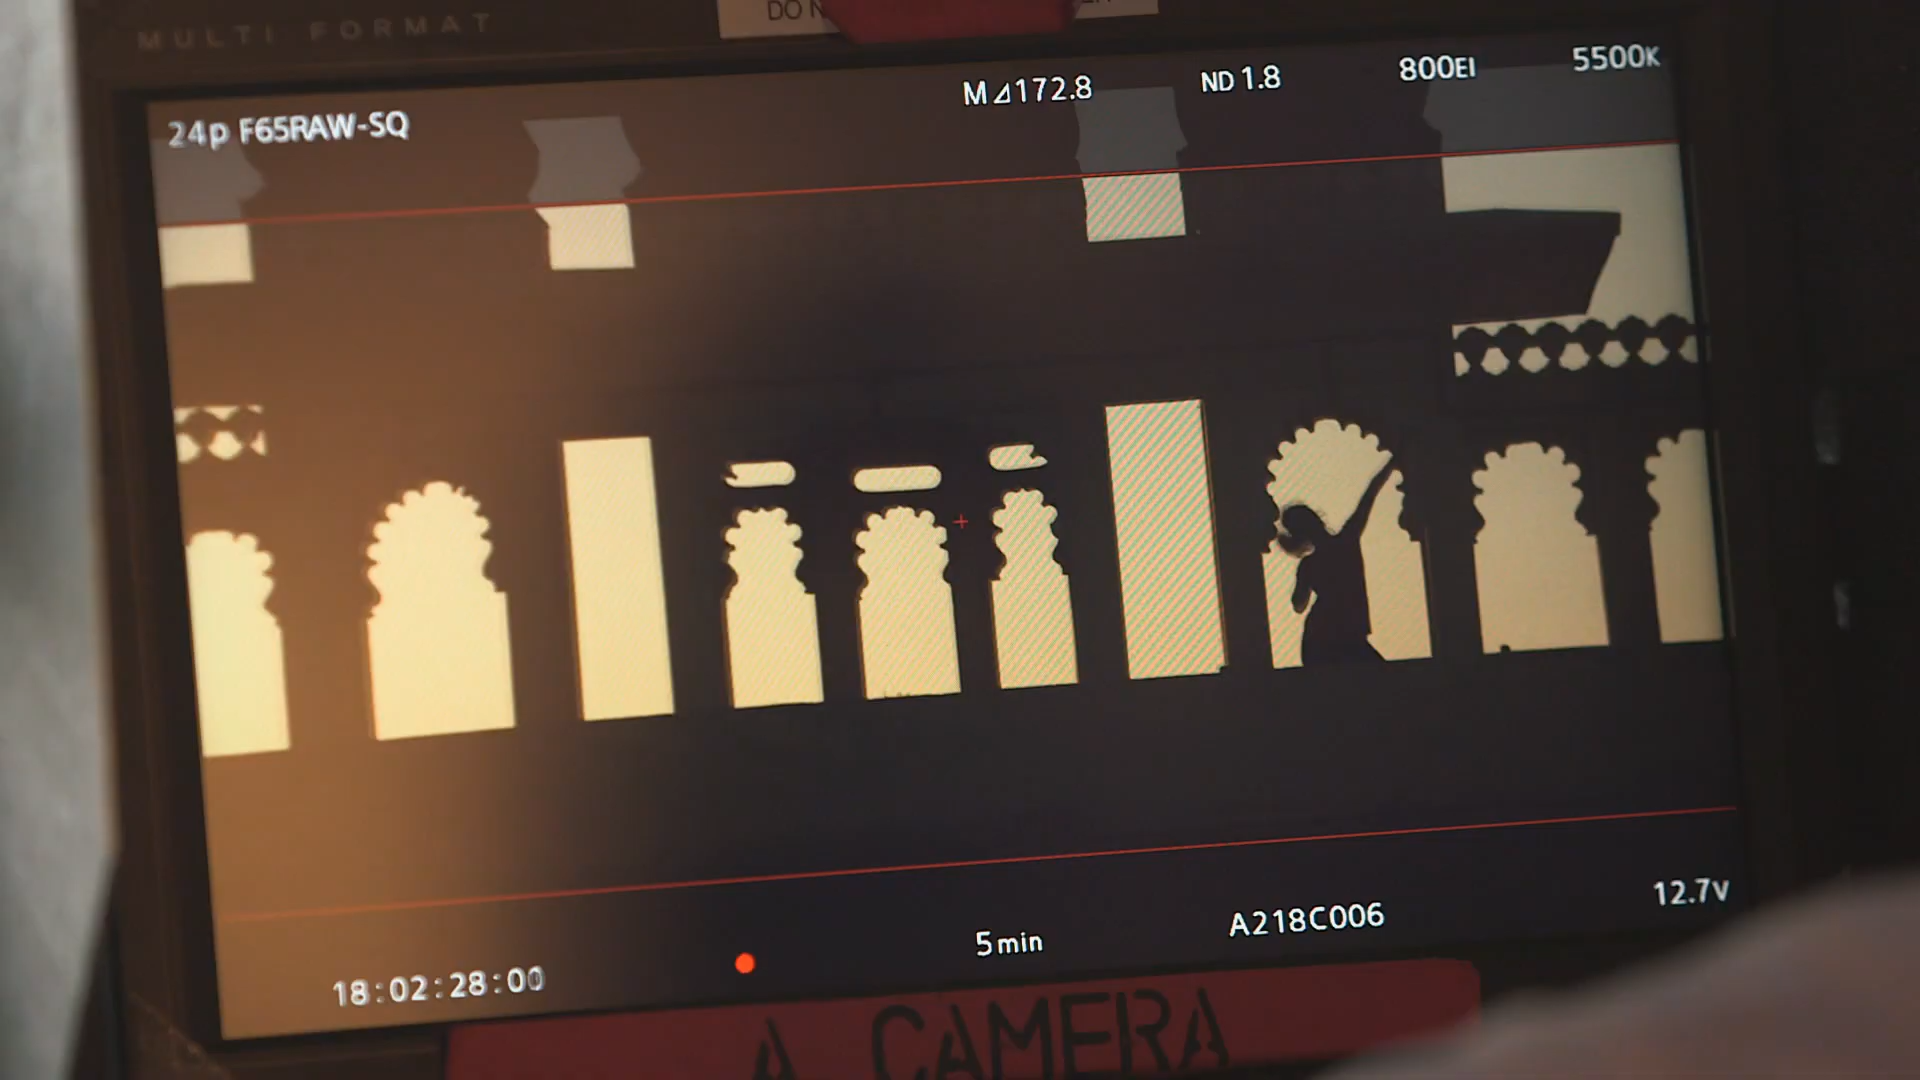 MULTI FORMAT
DO
24p F65RAW-SQ
M⊿172.8
ND 1.8
800EI
5500K
18:02:28:00
5min
A218C006
12.7V
A CAMERA